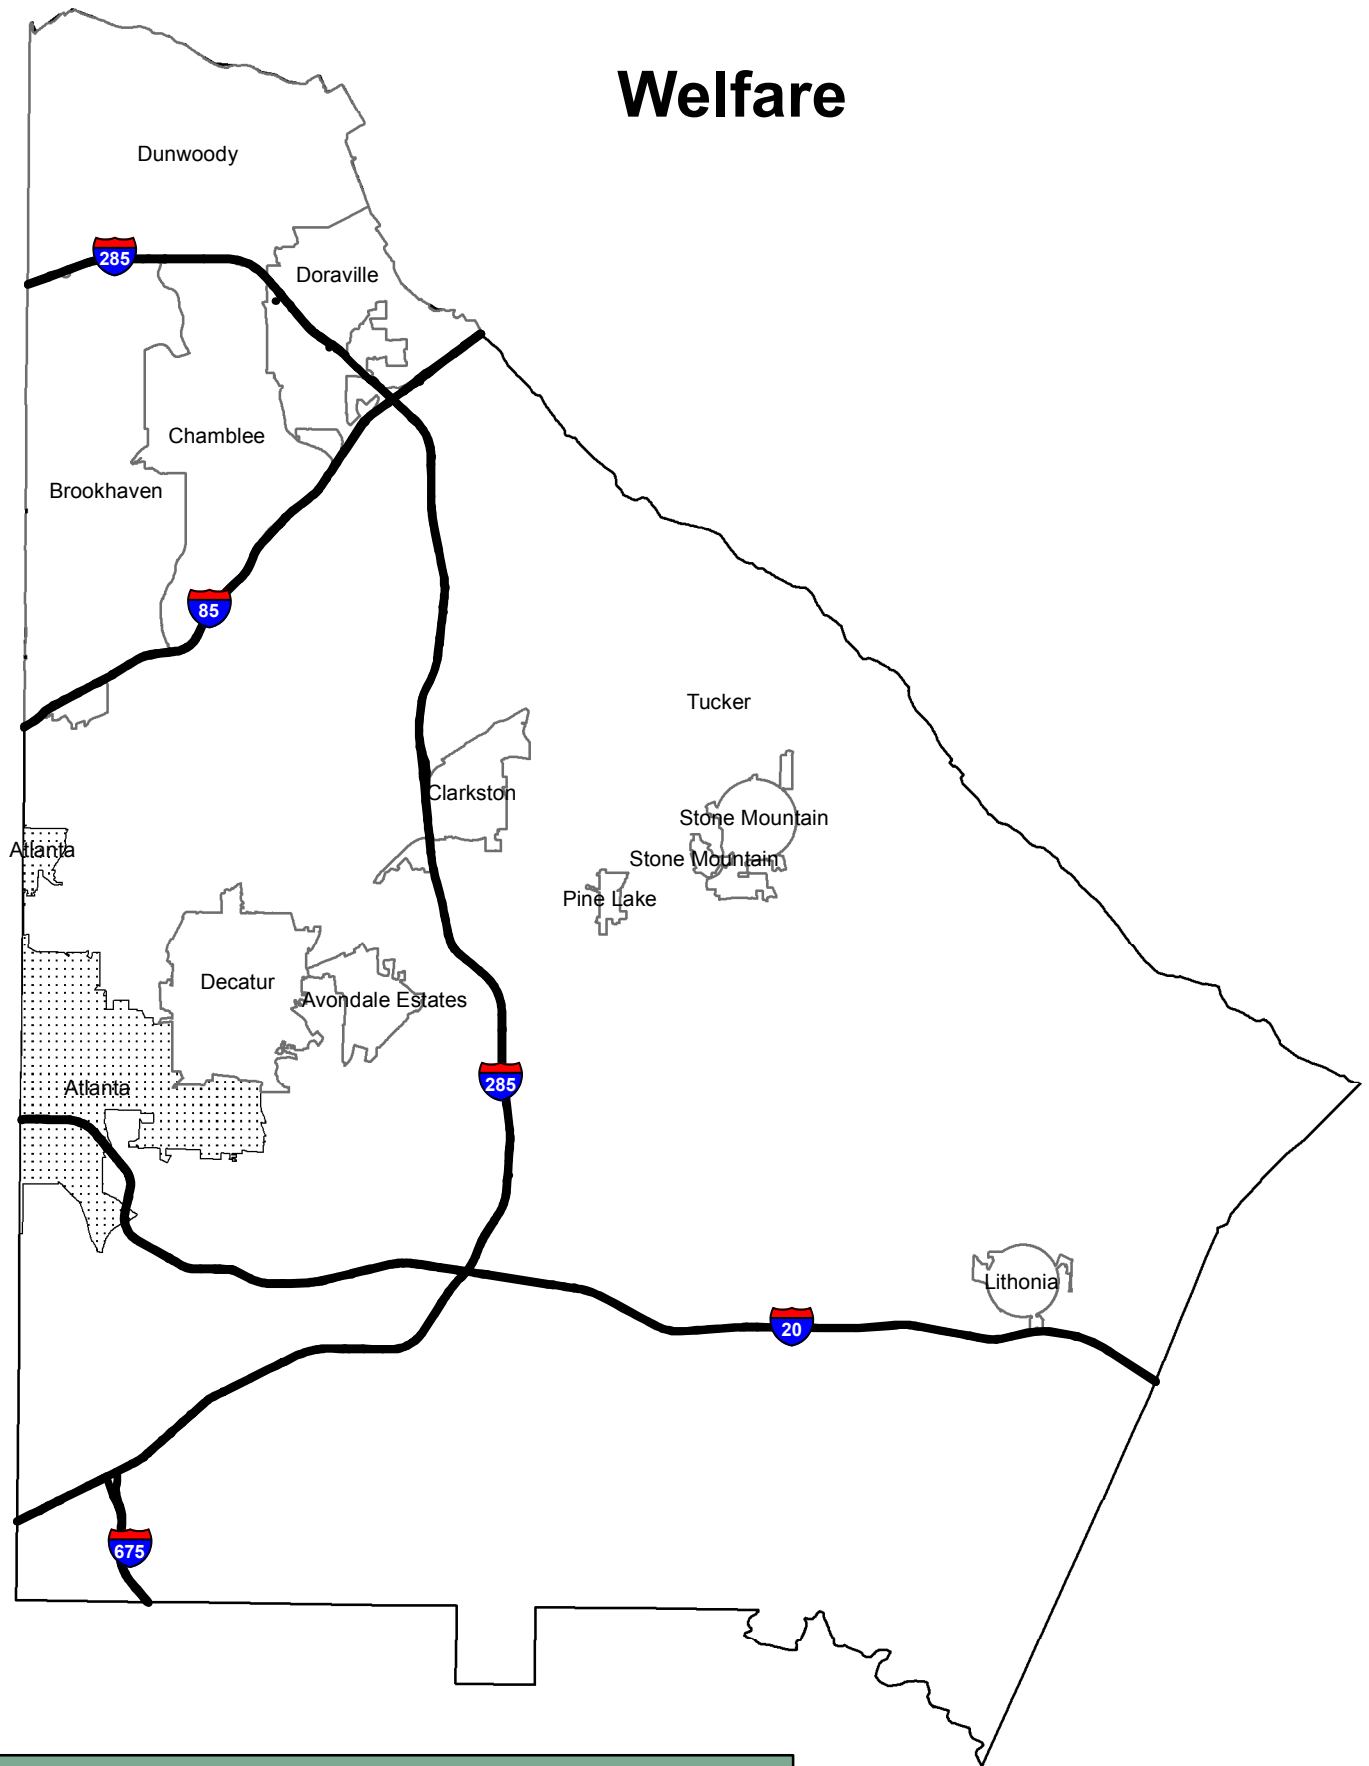 Welfare
Dunwoody
285
Doraville
Chamblee
Brookhaven
85
Tucker
Clarkston
Stone Mountain
Atlanta
Stone Mountain
Pine Lake
Decatur
Avondale Estates
285
Atlanta
Lithonia
20
675